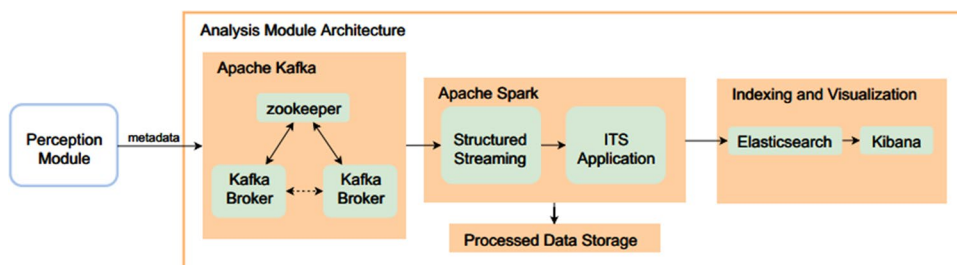 Analysis Module Architecture
Apache Kafka
zookeeper
Kafka
Broker
Kafka
Broker
Perception
Module
metadata
Apache Spark
Structured
Streaming
ITS
Application
Processed Data Storage
Indexing and Visualization
Elasticsearch
Kibana